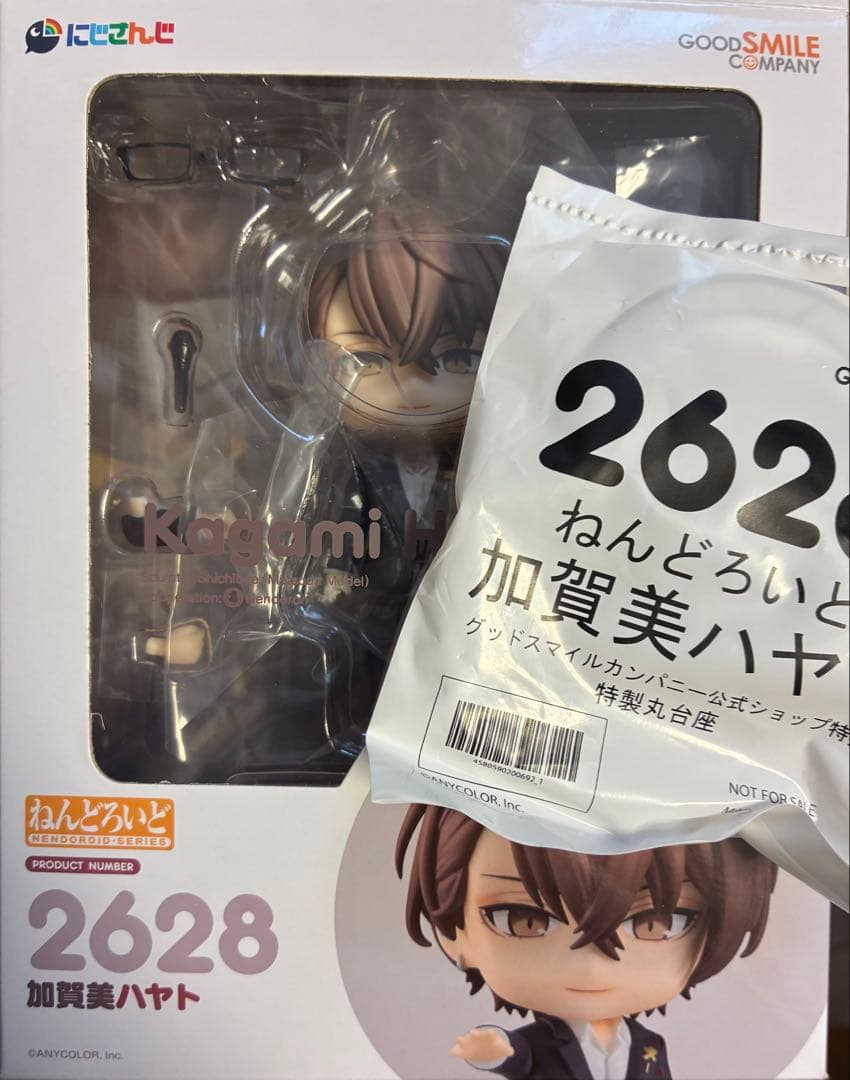 にじさんじ
GOODSMILE
COMPANY
Kagami H
2628
ねんどろいど
加賀美ハヤ
グッドスマイルカンパニー公式ショップ特
特製丸台座
4580590200692_1
©ANYCOLOR, Inc.
NOT FOR SALE
ねんどろいど
NENDOROID-SERIES
PRODUCT NUMBER
2628
加賀美ハヤト
©ANYCOLOR, Inc.